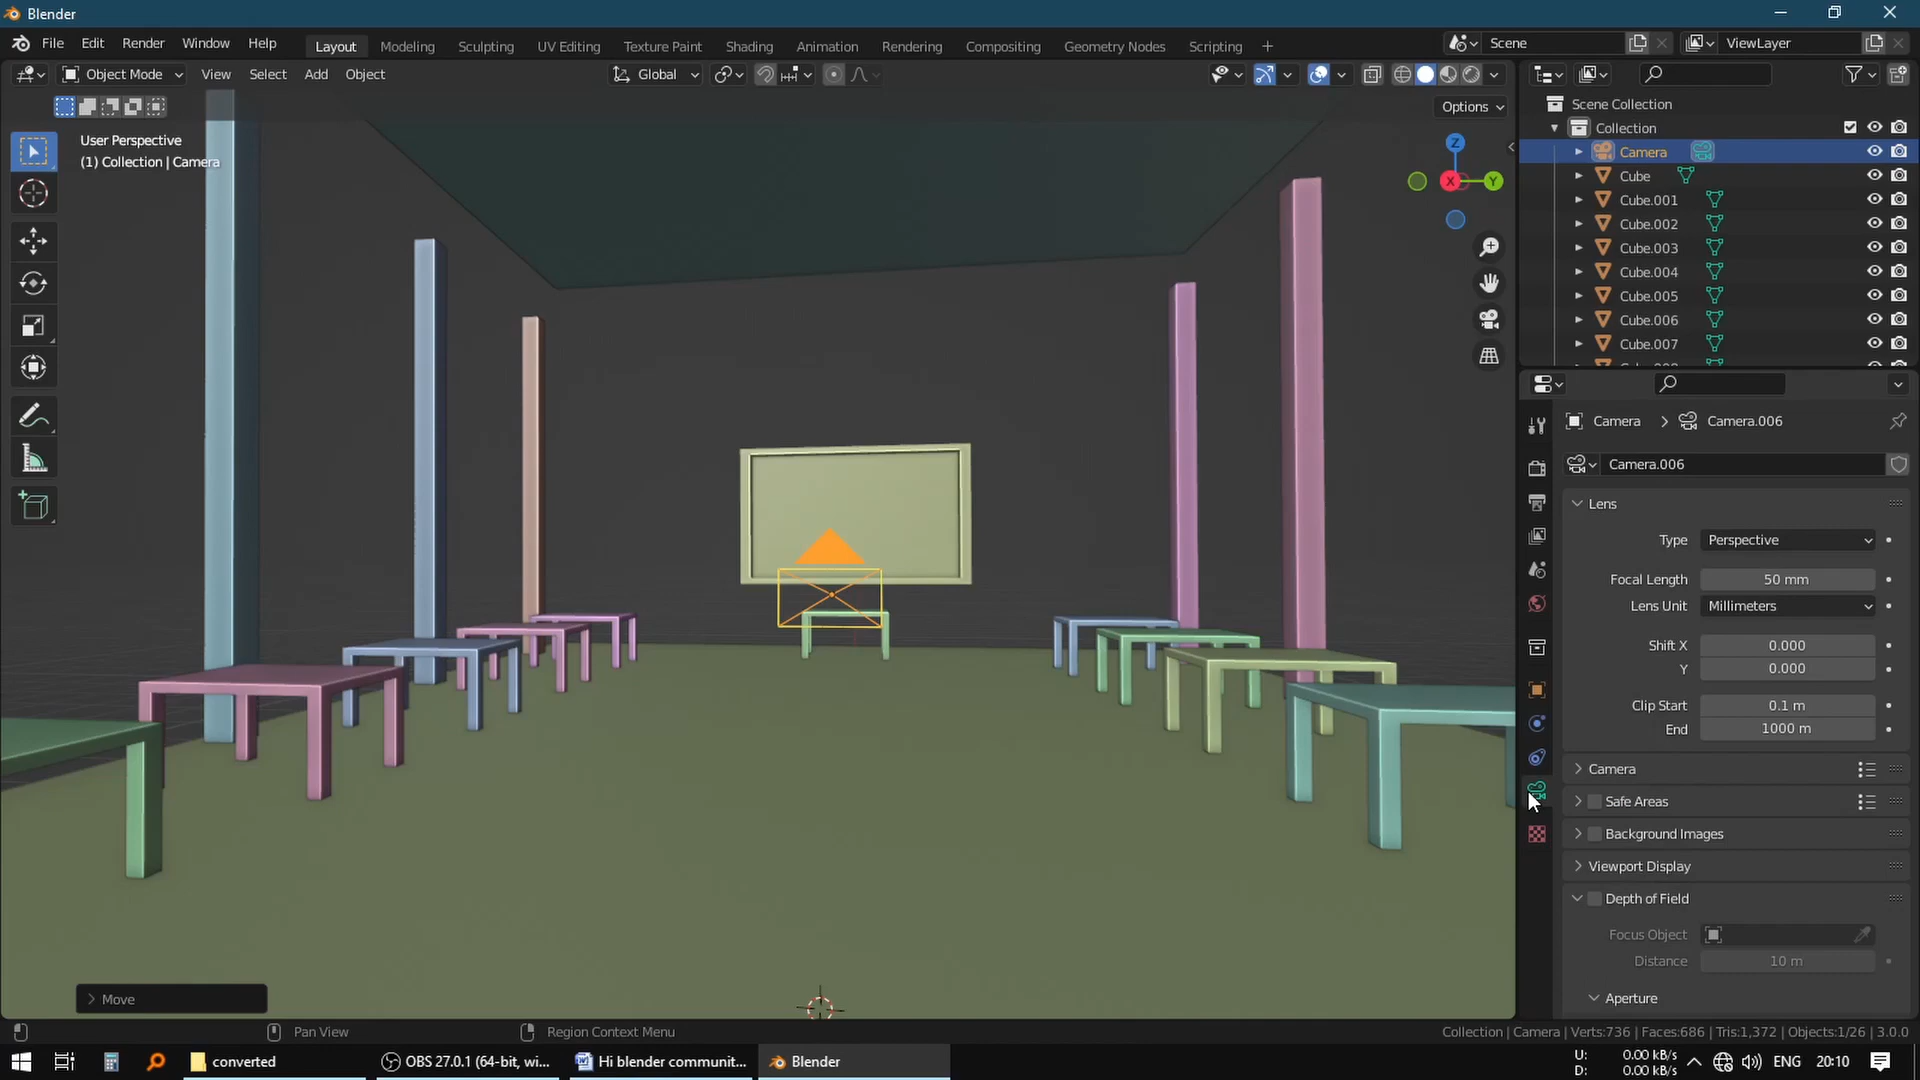 Blender
File Edit Render Window Help Layout Modeling Sculpting UV Editing Texture Paint Shading Animation Rendering Compositing Geometry Nodes Scripting + Scene ViewLayer
Object Mode View Select Add Object Global
Options
User Perspective
(1) Collection | Camera
Z
X
Y
Scene Collection
Collection
Camera
Cube
Cube.001
Cube.002
Cube.003
Cube.004
Cube.005
Cube.006
Cube.007
Camera Camera.006
Camera.006
Lens
Type Perspective
Focal Length 50 mm
Lens Unit Millimeters
Shift X 0.000
Y 0.000
Clip Start 0.1 m
End 1000 m
Camera
Safe Areas
Background Images
Viewport Display
Depth of Field
Focus Object
Distance 10 m
Aperture
Move
Pan View Region Context Menu Collection | Camera | Verts:736 | Faces:686 | Tris:1,372 | Objects:1/26 | 3.0.0
converted OBS 27.0.1 (64-bit, wi... Hi blender communit... Blender
U: 0.00 kB/s
D: 0.00 kB/s
ENG 20:10